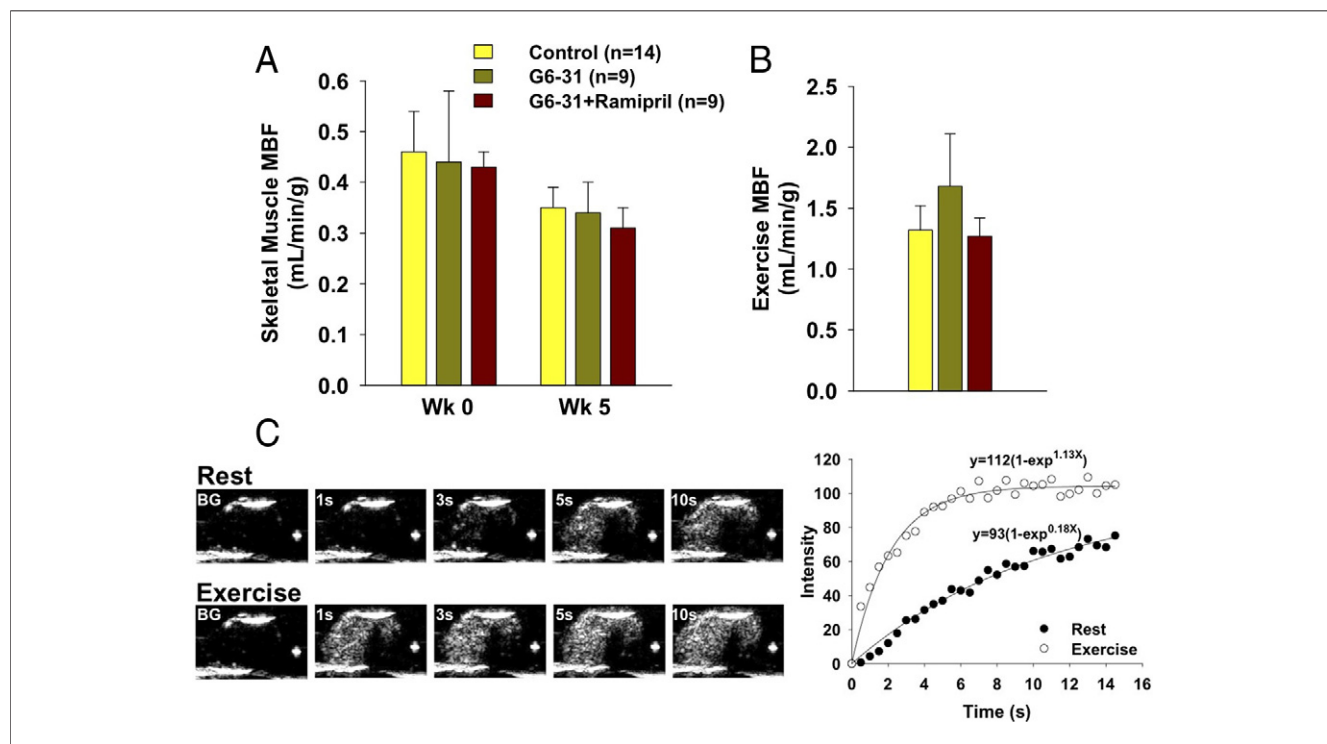 A
Control (n=14)
G6-31 (n=9)
G6-31+Ramipril (n=9)
Skeletal Muscle MBF
(mL/min/g)
0.6
0.5
0.4
0.3
0.2
0.1
0.0
Wk 0
Wk 5
B
Exercise MBF
(mL/min/g)
2.5
2.0
1.5
1.0
0.5
0.0
C
Rest
BG
1s
3s
5s
10s
Exercise
BG
1s
3s
5s
10s
Intensity
120
100
80
60
40
20
0
y=112(1-exp1.13X)
y=93(1-exp0.18X)
Rest
Exercise
0 2 4 6 8 10 12 14 16
Time (s)